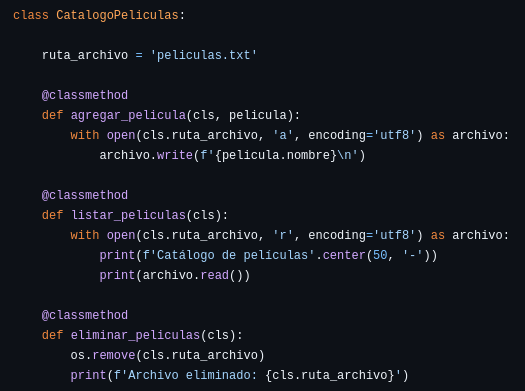 class CatalogoPeliculas:

    ruta_archivo = 'peliculas.txt'

    @classmethod
    def agregar_pelicula(cls, pelicula):
        with open(cls.ruta_archivo, 'a', encoding='utf8') as archivo:
            archivo.write(f'{pelicula.nombre}\n')

    @classmethod
    def listar_peliculas(cls):
        with open(cls.ruta_archivo, 'r', encoding='utf8') as archivo:
            print(f'Catálogo de películas'.center(50, '-'))
            print(archivo.read())

    @classmethod
    def eliminar_peliculas(cls):
        os.remove(cls.ruta_archivo)
        print(f'Archivo eliminado: {cls.ruta_archivo}')